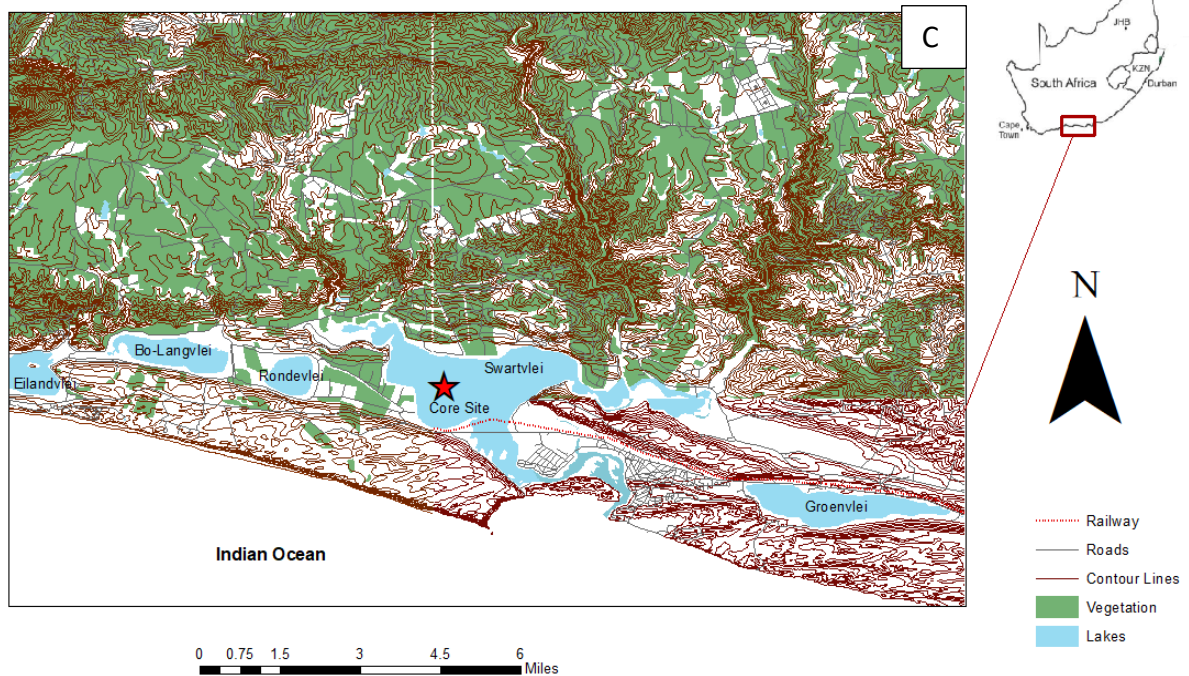 C
JHB
South Africa
KZN
Durban
Cape
Town
N
Bo-Langvlei
Eilandvlei
Rondevlei
Swartvlei
Core Site
Groenvlei
Indian Ocean
Railway
Roads
Contour Lines
Vegetation
Lakes
0 0.75 1.5 3 4.5 6
Miles